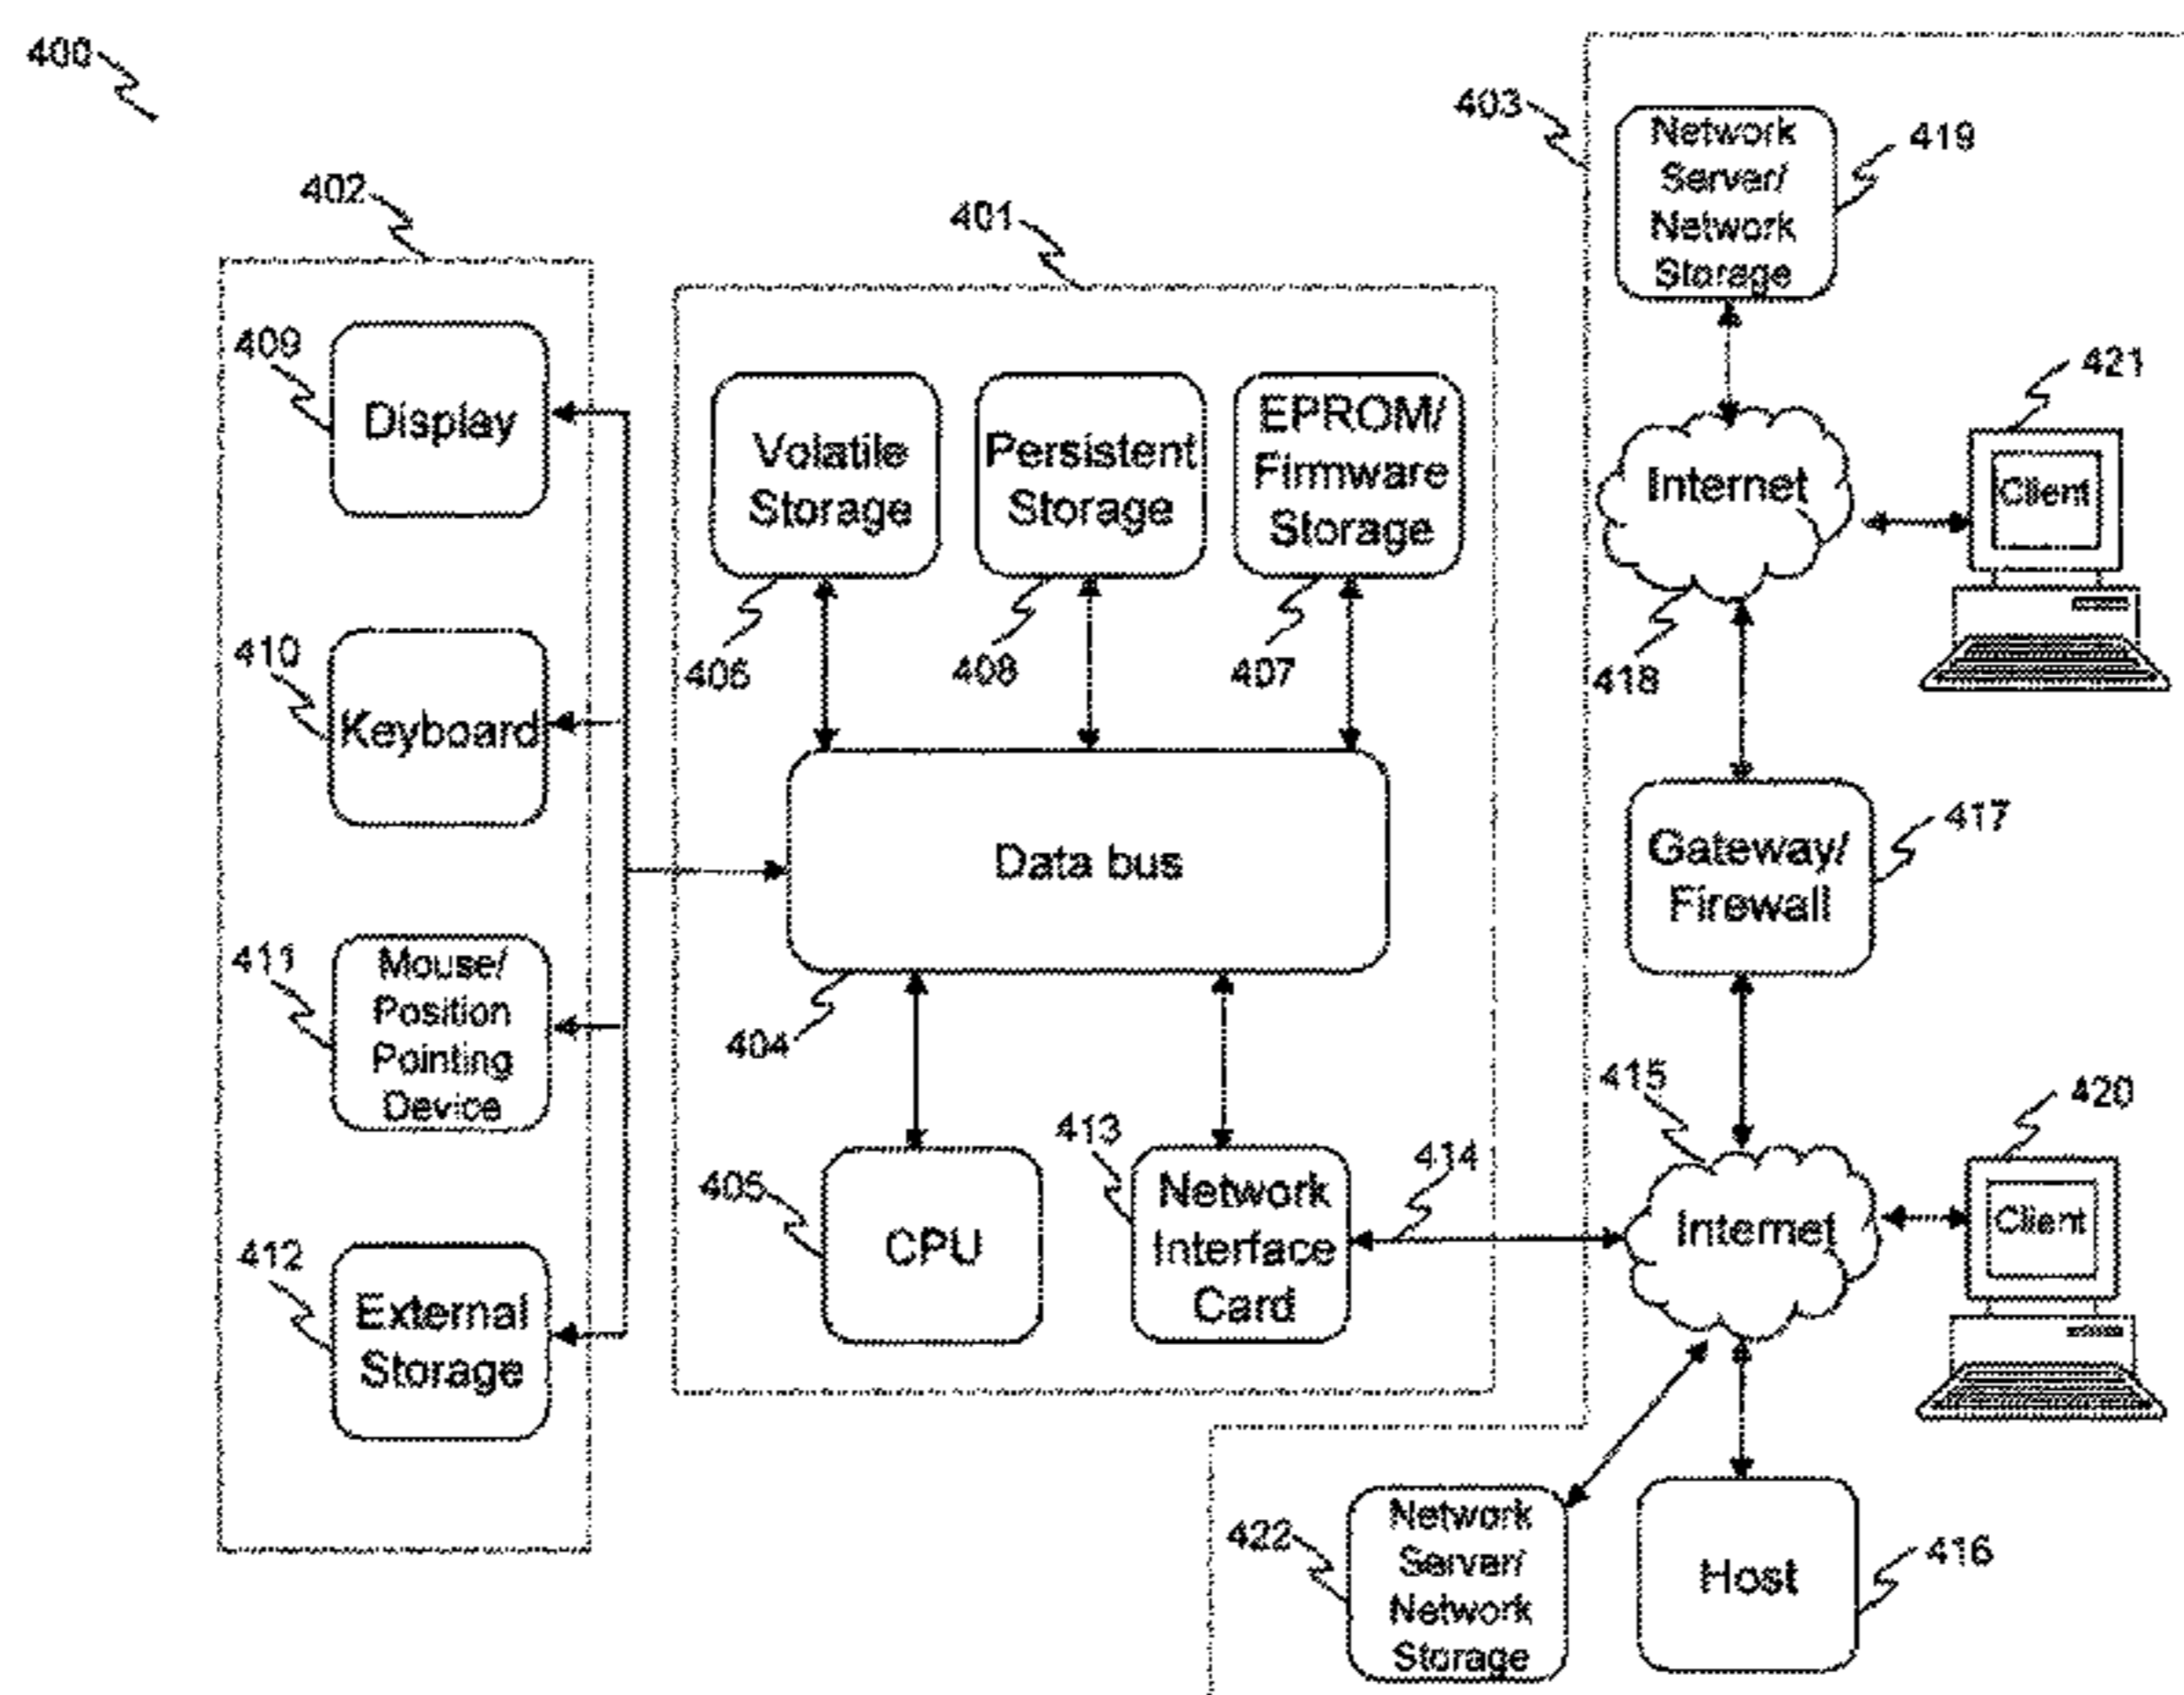 400
402
401
403
Network
Server/
Network
Storage
419
409
Display
Volatile
Storage
Persistent
Storage
EPROM/
Firmware
Storage
Internet
421
Client
406
408
407
418
410
Keyboard
Data bus
Gateway/
Firewall
417
411
Mouse/
Position
Pointing
Device
404
415
420
405
CPU
413
Network
Interface
Card
414
Internet
Client
412
External
Storage
422
Network
Server/
Network
Storage
Host
416